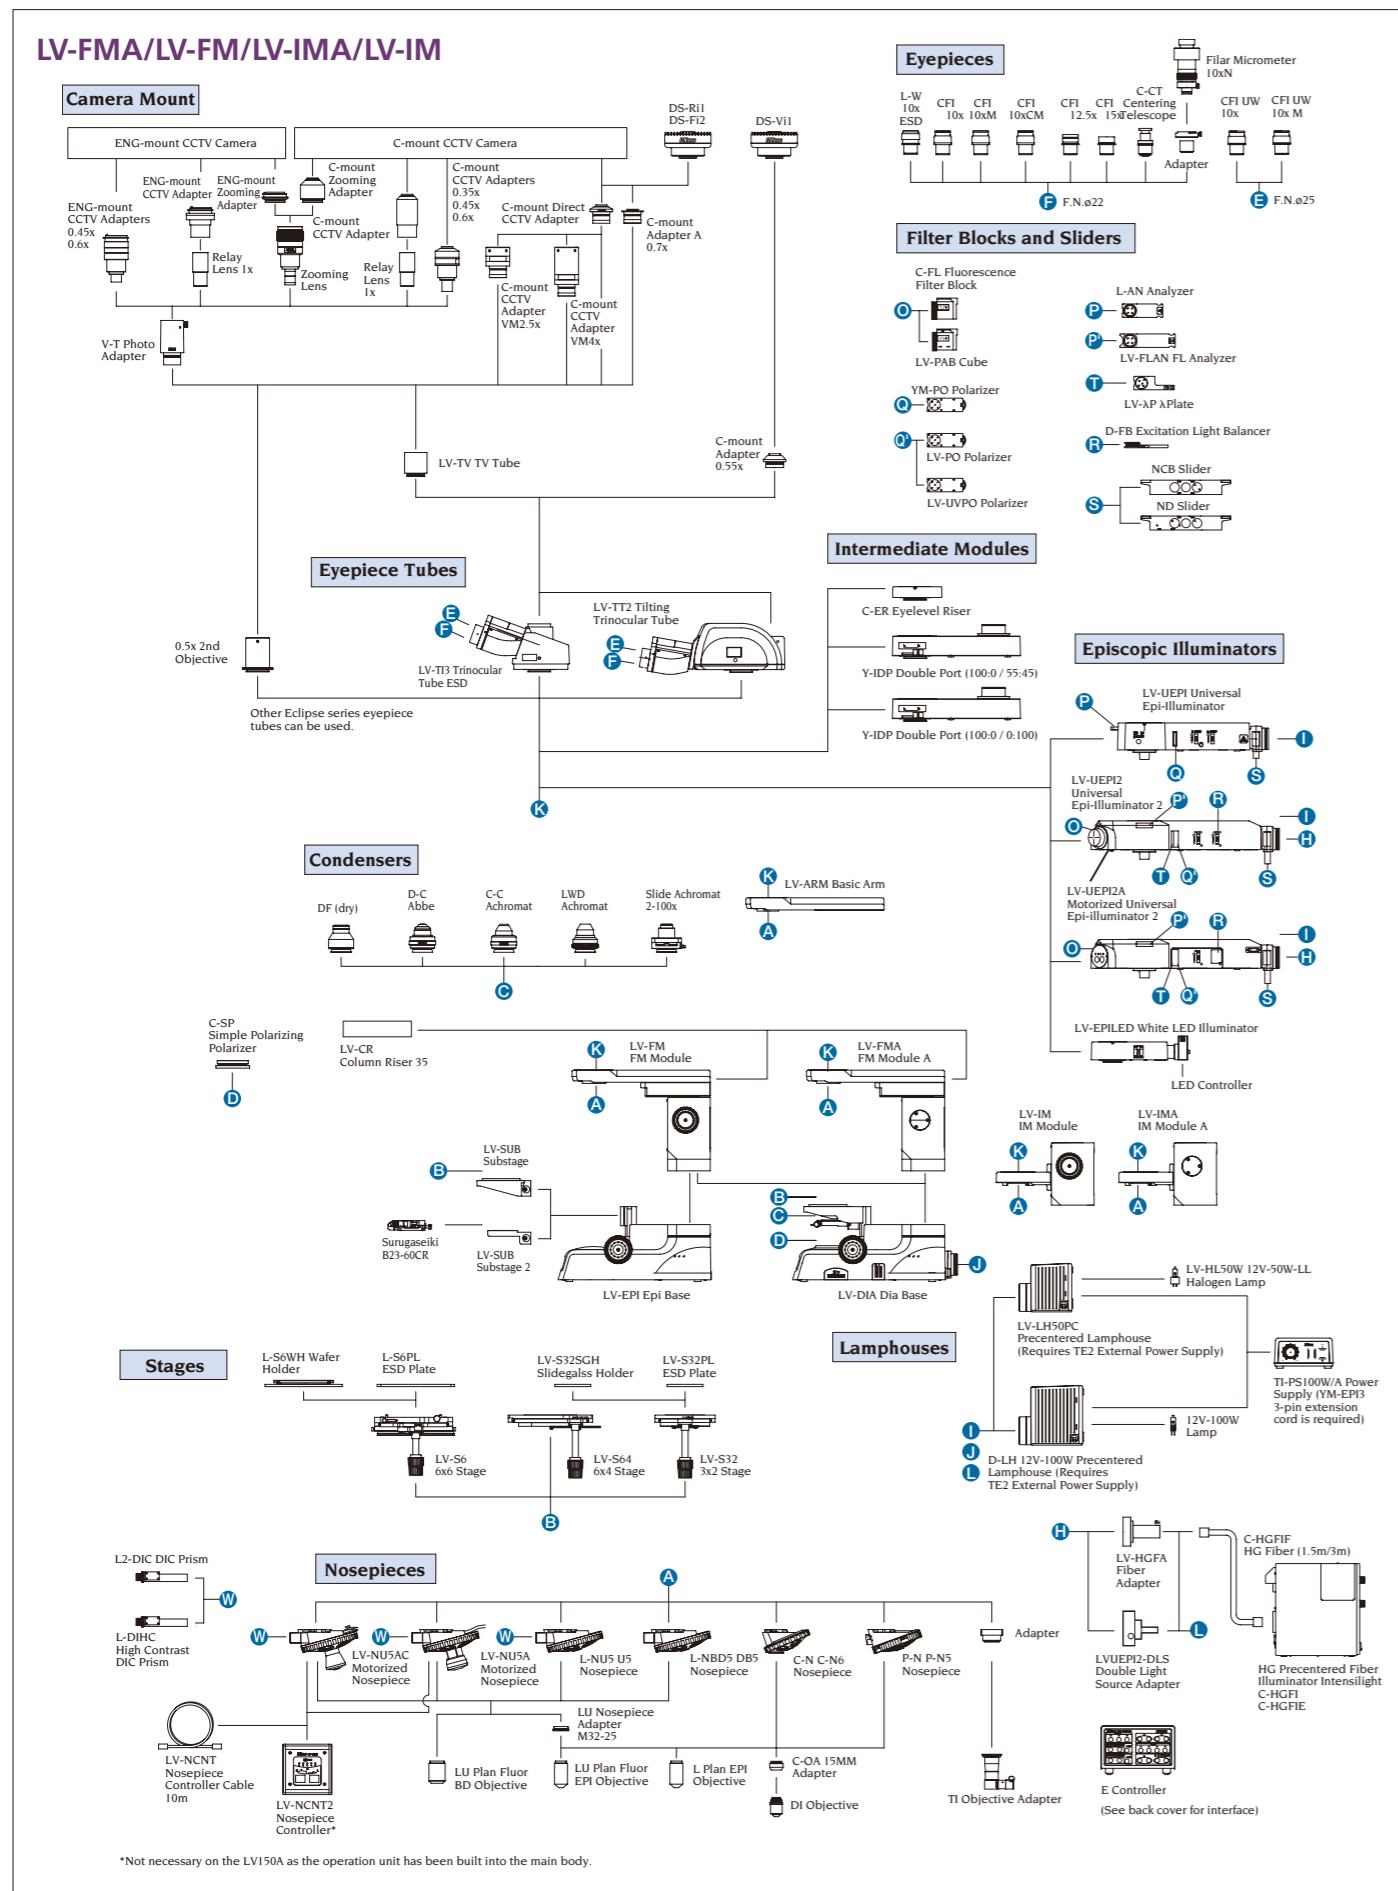 LV-FMA/LV-FM/LV-IMA/LV-IM
Camera Mount
ENG-mount CCTV Camera
C-mount CCTV Camera
DS-Ri1
DS-Fi2
DS-Vi1
ENG-mount
CCTV Adapters
0.45x
0.6x
ENG-mount
CCTV Adapter
Relay
Lens 1x
ENG-mount
Zooming
Adapter
C-mount
Zooming
Adapter
C-mount
CCTV Adapter
Zooming
Lens
Relay
Lens
1x
C-mount
CCTV Adapters
0.35x
0.45x
0.6x
C-mount Direct
CCTV Adapter
C-mount
Adapter A
0.7x
C-mount
CCTV
Adapter
VM2.5x
C-mount
CCTV
Adapter
VM4x
V-T Photo
Adapter
LV-TV TV Tube
C-mount
Adapter
0.55x
Eyepieces
L-W
10x
ESD
CFI
10x
CFI
10xM
CFI
10xCM
CFI
12.5x
CFI
15x
C-CT
Centering
Telescope
Filar Micrometer
10xN
Adapter
CFI UW
10x
CFI UW
10x M
F F.N.ø22
E F.N.ø25
Filter Blocks and Sliders
C-FL Fluorescence
Filter Block
O
LV-PAB Cube
YM-PO Polarizer
Q
Q'
LV-PO Polarizer
LV-UVPO Polarizer
L-AN Analyzer
P
P'
LV-FLAN FL Analyzer
T
LV-λP λPlate
D-FB Excitation Light Balancer
R
NCB Slider
S
ND Slider
Eyepiece Tubes
0.5x 2nd
Objective
E
F
LV-TI3 Trinocular
Tube ESD
LV-TT2 Tilting
Trinocular Tube
E
F
Other Eclipse series eyepiece
tubes can be used.
K
Intermediate Modules
C-ER Eyelevel Riser
Y-IDP Double Port (100:0 / 55:45)
Y-IDP Double Port (100:0 / 0:100)
Episcopic Illuminators
LV-UEPI Universal
Epi-Illuminator
P
I
Q
S
LV-UEPI2
Universal
Epi-Illuminator 2
P'
R
I
O
H
T
Q'
S
LV-UEPI2A
Motorized Universal
Epi-illuminator 2
P'
R
I
O
H
T
Q'
S
LV-EPILED White LED Illuminator
LED Controller
Condensers
DF (dry)
D-C
Abbe
C-C
Achromat
LWD
Achromat
Slide Achromat
2-100x
C
K
LV-ARM Basic Arm
A
C-SP
Simple Polarizing
Polarizer
D
LV-CR
Column Riser 35
LV-FM
FM Module
K
A
LV-FMA
FM Module A
K
A
LV-IM
IM Module
K
A
LV-IMA
IM Module A
K
A
B
LV-SUB
Substage
Surugaseiki
B23-60CR
LV-SUB
Substage 2
LV-EPI Epi Base
B
C
D
J
LV-DIA Dia Base
Stages
L-S6WH Wafer
Holder
L-S6PL
ESD Plate
LV-S32SGH
Slidegalss Holder
LV-S32PL
ESD Plate
LV-S6
6x6 Stage
LV-S64
6x4 Stage
LV-S32
3x2 Stage
B
Lamphouses
LV-HL50W 12V-50W-LL
Halogen Lamp
LV-LH50PC
Precentered Lamphouse
(Requires TE2 External Power Supply)
TI-PS100W/A Power
Supply (YM-EPI3
3-pin extension
cord is required)
12V-100W
Lamp
I
J
L
D-LH 12V-100W Precentered
Lamphouse (Requires
TE2 External Power Supply)
H
LV-HGFA
Fiber
Adapter
C-HGFIF
HG Fiber (1.5m/3m)
L
LVUEPI2-DLS
Double Light
Source Adapter
HG Precentered Fiber
Illuminator Intensilight
C-HGFI
C-HGFIE
E Controller
(See back cover for interface)
Nosepieces
L2-DIC DIC Prism
W
L-DIHC
High Contrast
DIC Prism
A
W
LV-NU5AC
Motorized
Nosepiece
W
LV-NU5A
Motorized
Nosepiece
W
L-NU5 U5
Nosepiece
L-NBD5 DB5
Nosepiece
C-N C-N6
Nosepiece
P-N P-N5
Nosepiece
Adapter
LV-NCNT
Nosepiece
Controller Cable
10m
LV-NCNT2
Nosepiece
Controller*
LU Nosepiece
Adapter
M32-25
LU Plan Fluor
BD Objective
LU Plan Fluor
EPI Objective
L Plan EPI
Objective
C-OA 15MM
Adapter
DI Objective
TI Objective Adapter
*Not necessary on the LV150A as the operation unit has been built into the main body.